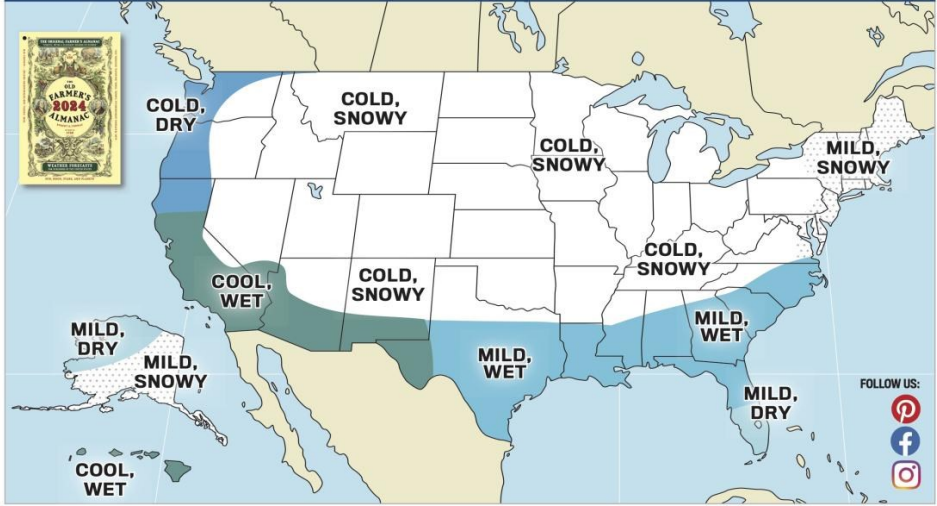 THE
OLD
FARMER'S
2024
ALMANAC
COLD,
DRY
COLD,
SNOWY
COLD,
SNOWY
MILD,
SNOWY
COLD,
SNOWY
COLD,
SNOWY
COOL,
WET
MILD,
WET
MILD,
WET
MILD,
DRY
MILD,
DRY
MILD,
SNOWY
COOL,
WET
FOLLOW US: